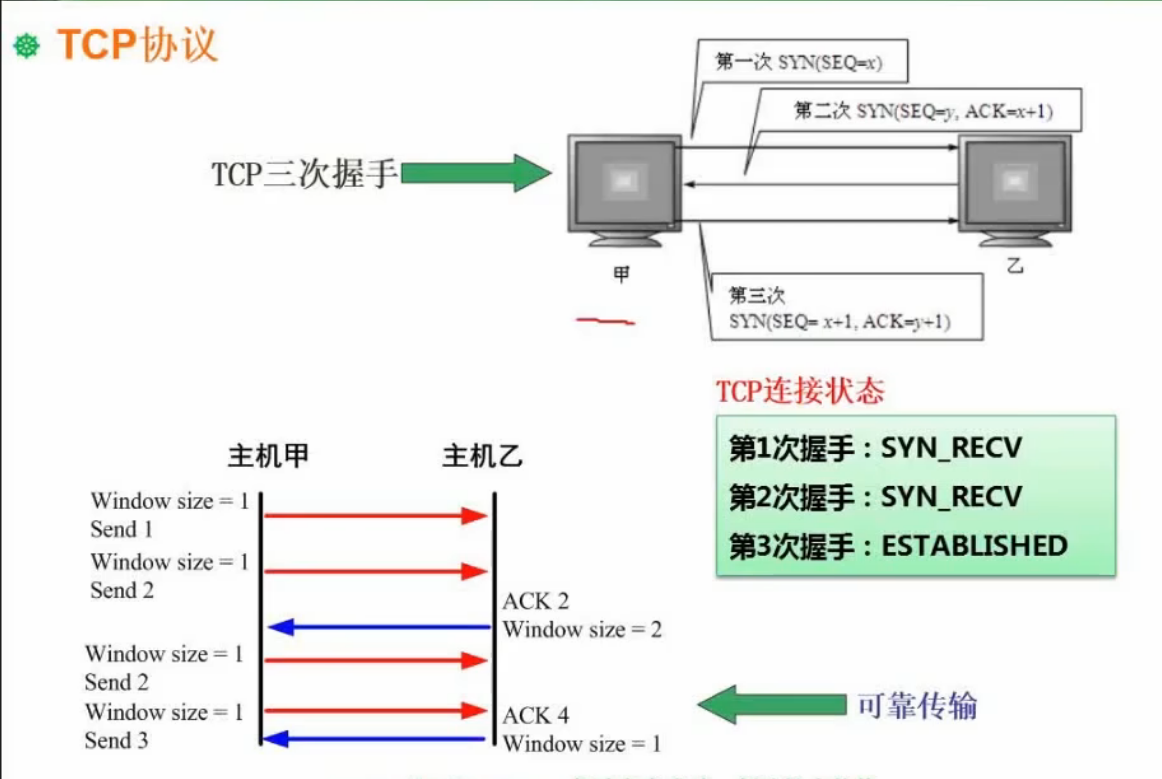 TCP协议
第一次 SYN(SEQ=x)
第二次 SYN(SEQ=y, ACK=x+1)
TCP三次握手
甲
乙
第三次
SYN(SEQ= x+1, ACK=y+1)
TCP连接状态
第1次握手：SYN_RECV
第2次握手：SYN_RECV
第3次握手：ESTABLISHED
主机甲
主机乙
Window size = 1
Send 1
Window size = 1
Send 2
ACK 2
Window size = 2
Window size = 1
Send 2
Window size = 1
Send 3
ACK 4
Window size = 1
可靠传输